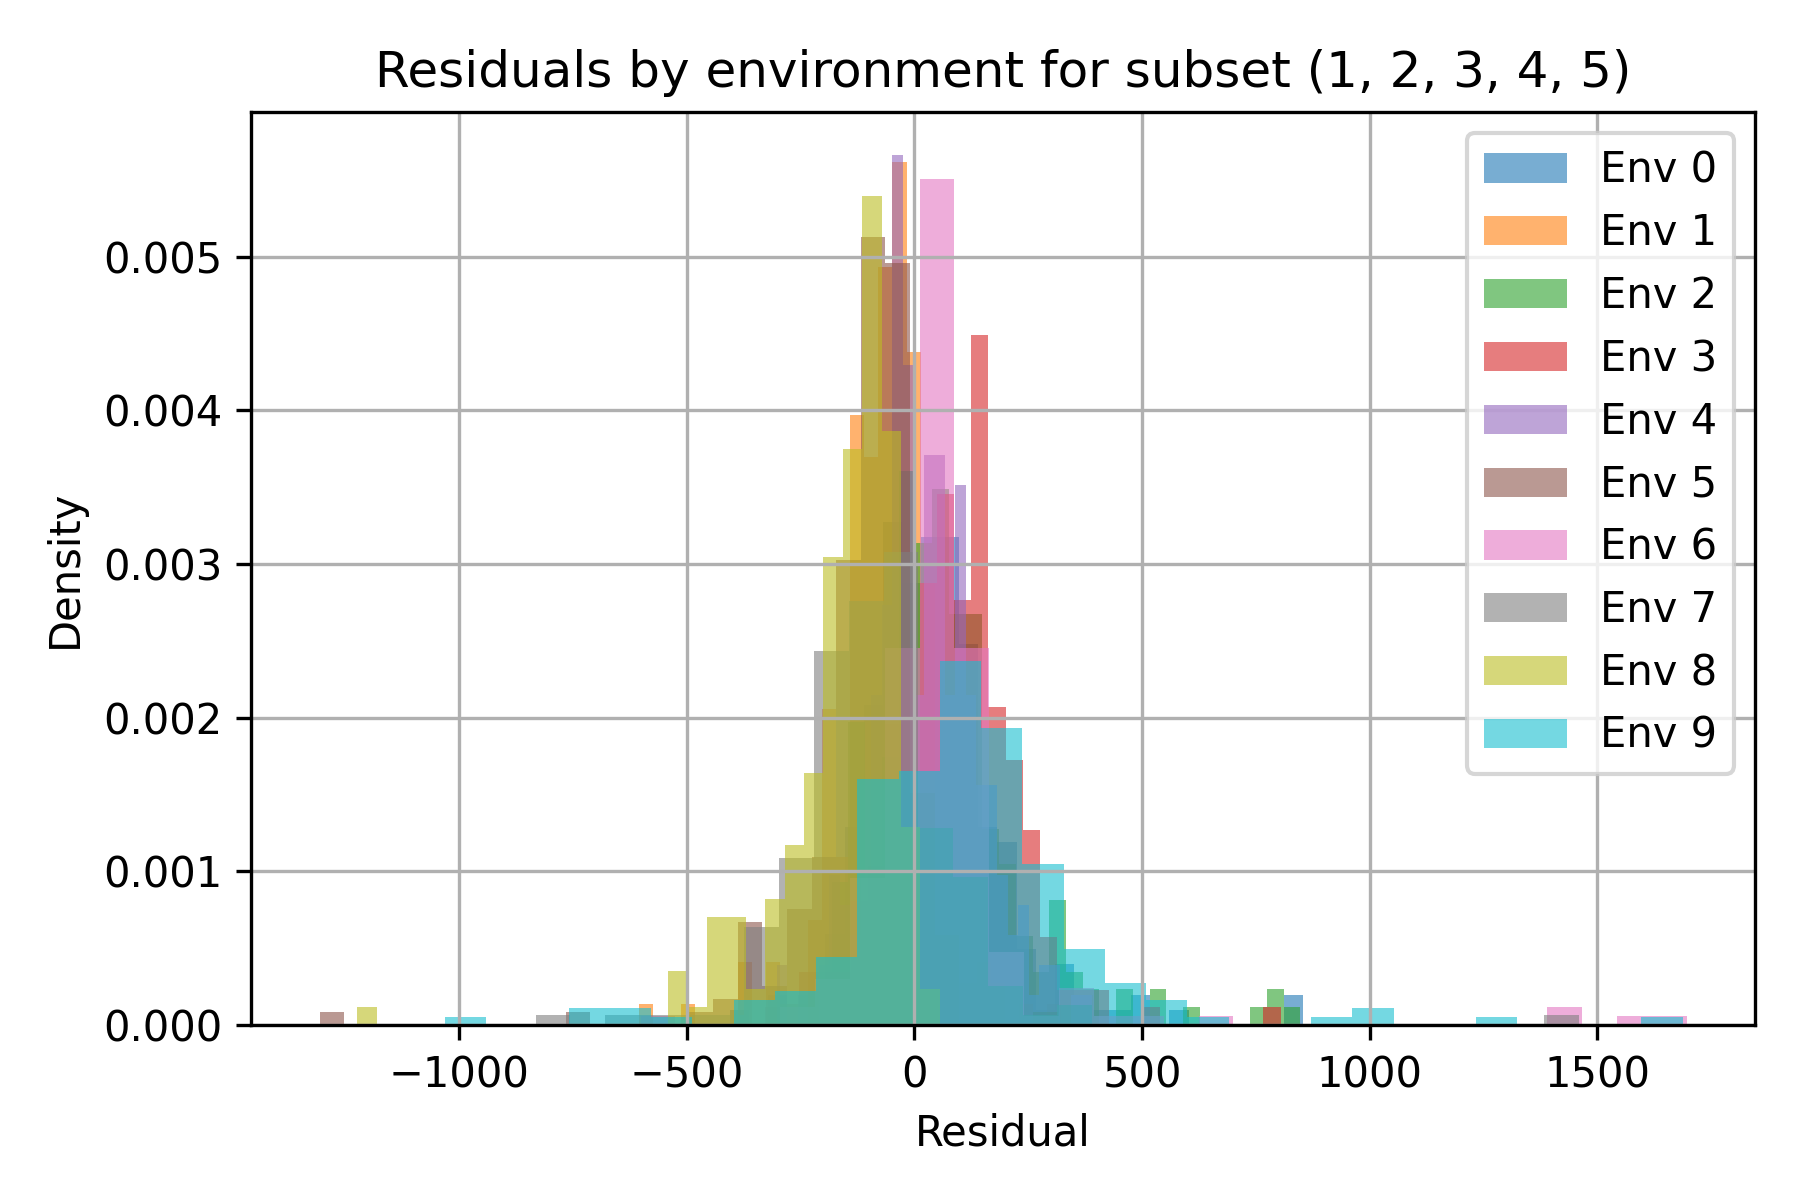 Residuals by environment for subset (1, 2, 3, 4, 5)
Density
0.005
0.004
0.003
0.002
0.001
0.000
−1000
−500
0
500
1000
1500
Residual
Env 0
Env 1
Env 2
Env 3
Env 4
Env 5
Env 6
Env 7
Env 8
Env 9